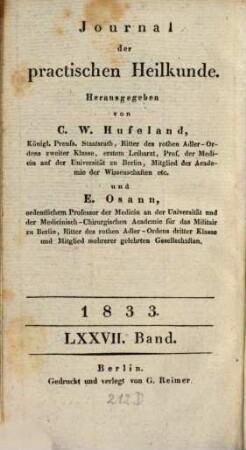 Journal
der
practischen Heilkunde.
Herausgegeben
von
C. W. Hufeland,
Königl. Preuſs. Staatsrath, Ritter des rothen Adler-Or-
dens zweiter Klasse, erstem Leibarzt, Prof. der Medi-
cin auf der Universität zu Berlin, Mitglied der Acade-
mie der Wissenschaften etc.
und
E. Osann,
ordentlichem Professor der Medicin an der Universität und
der Medicinisch-Chirurgischen Academie für das Militair
zu Berlin, Ritter des rothen Adler-Ordens dritter Klasse
und Mitglied mehrerer gelehrten Gesellschaften.
1833.
LXXVII. Band.
Berlin.
Gedruckt und verlegt von G. Reimer.
212 D